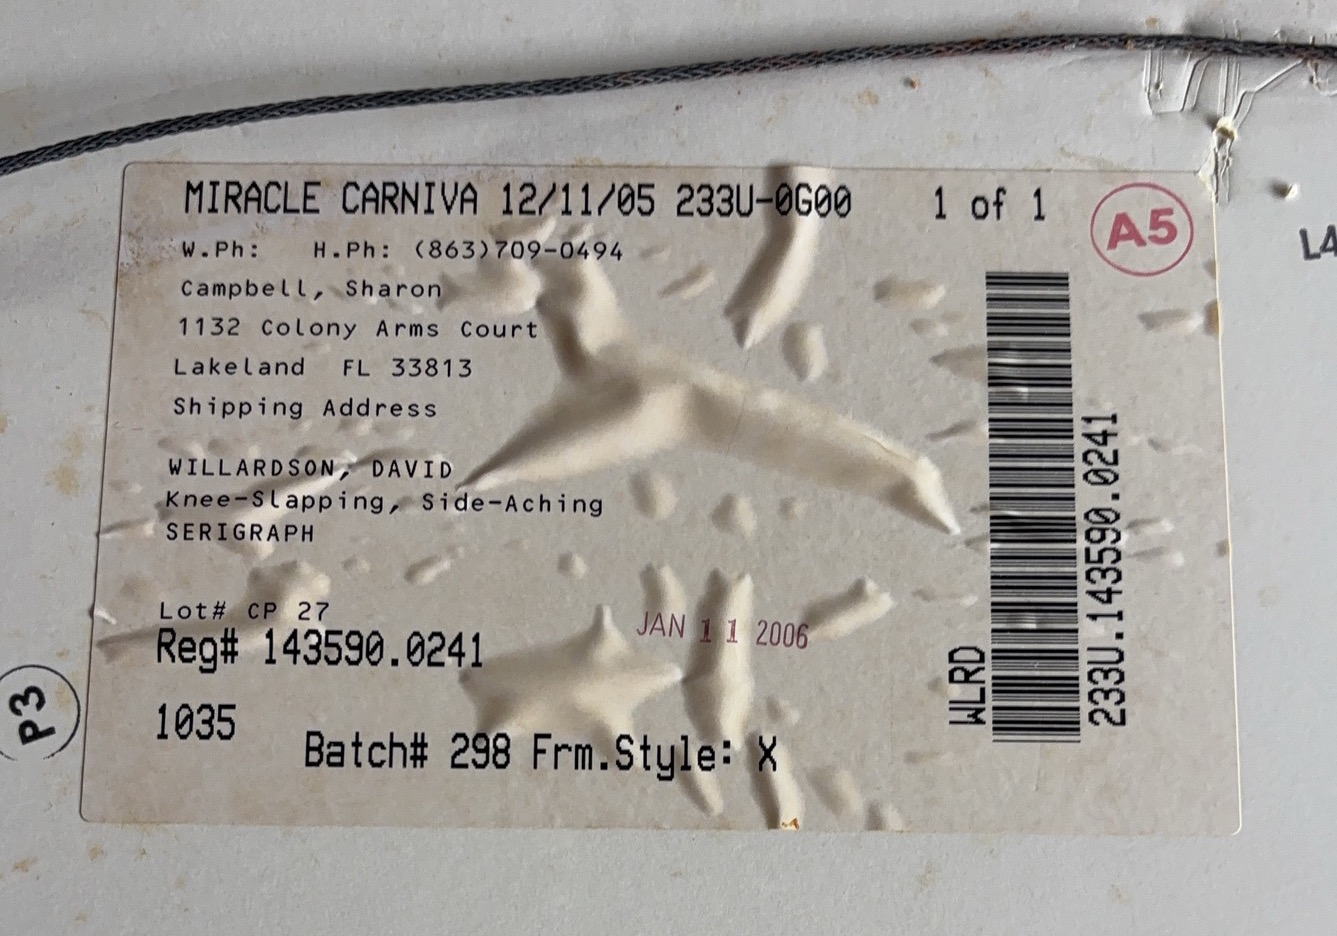 MIRACLE CARNIVA 12/11/05 233U-0G00 1 of 1 A5
W.Ph: H.Ph: (863)709-0494
Campbell, Sharon
1132 Colony Arms Court
Lakeland FL 33813
Shipping Address
WILLARDSON, DAVID
Knee-Slapping, Side-Aching
SERIGRAPH
Lot# CP 27
Reg# 143590.0241
JAN 11 2006
1035
Batch# 298 Frm.Style: X
WLRD
233U.143590.0241
P3
L4